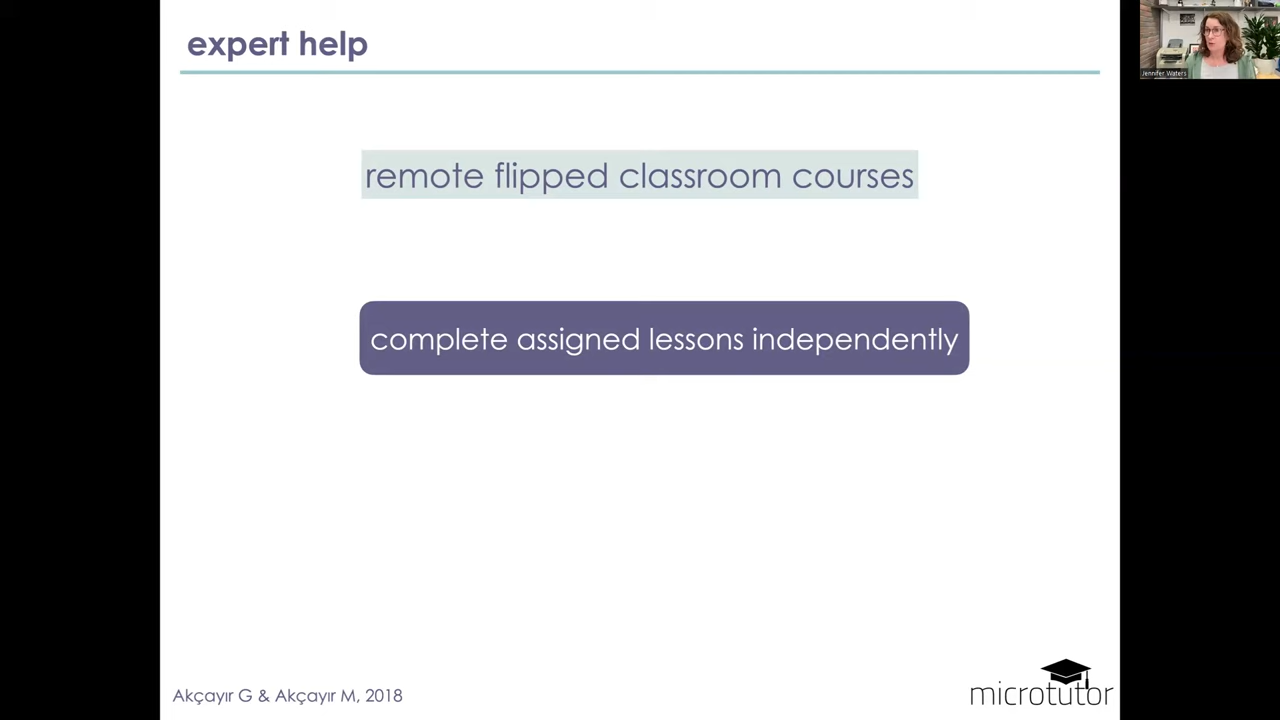 expert help
Jennifer Waters
remote flipped classroom courses
complete assigned lessons independently
Akçayır G & Akçayır M, 2018
microtutor